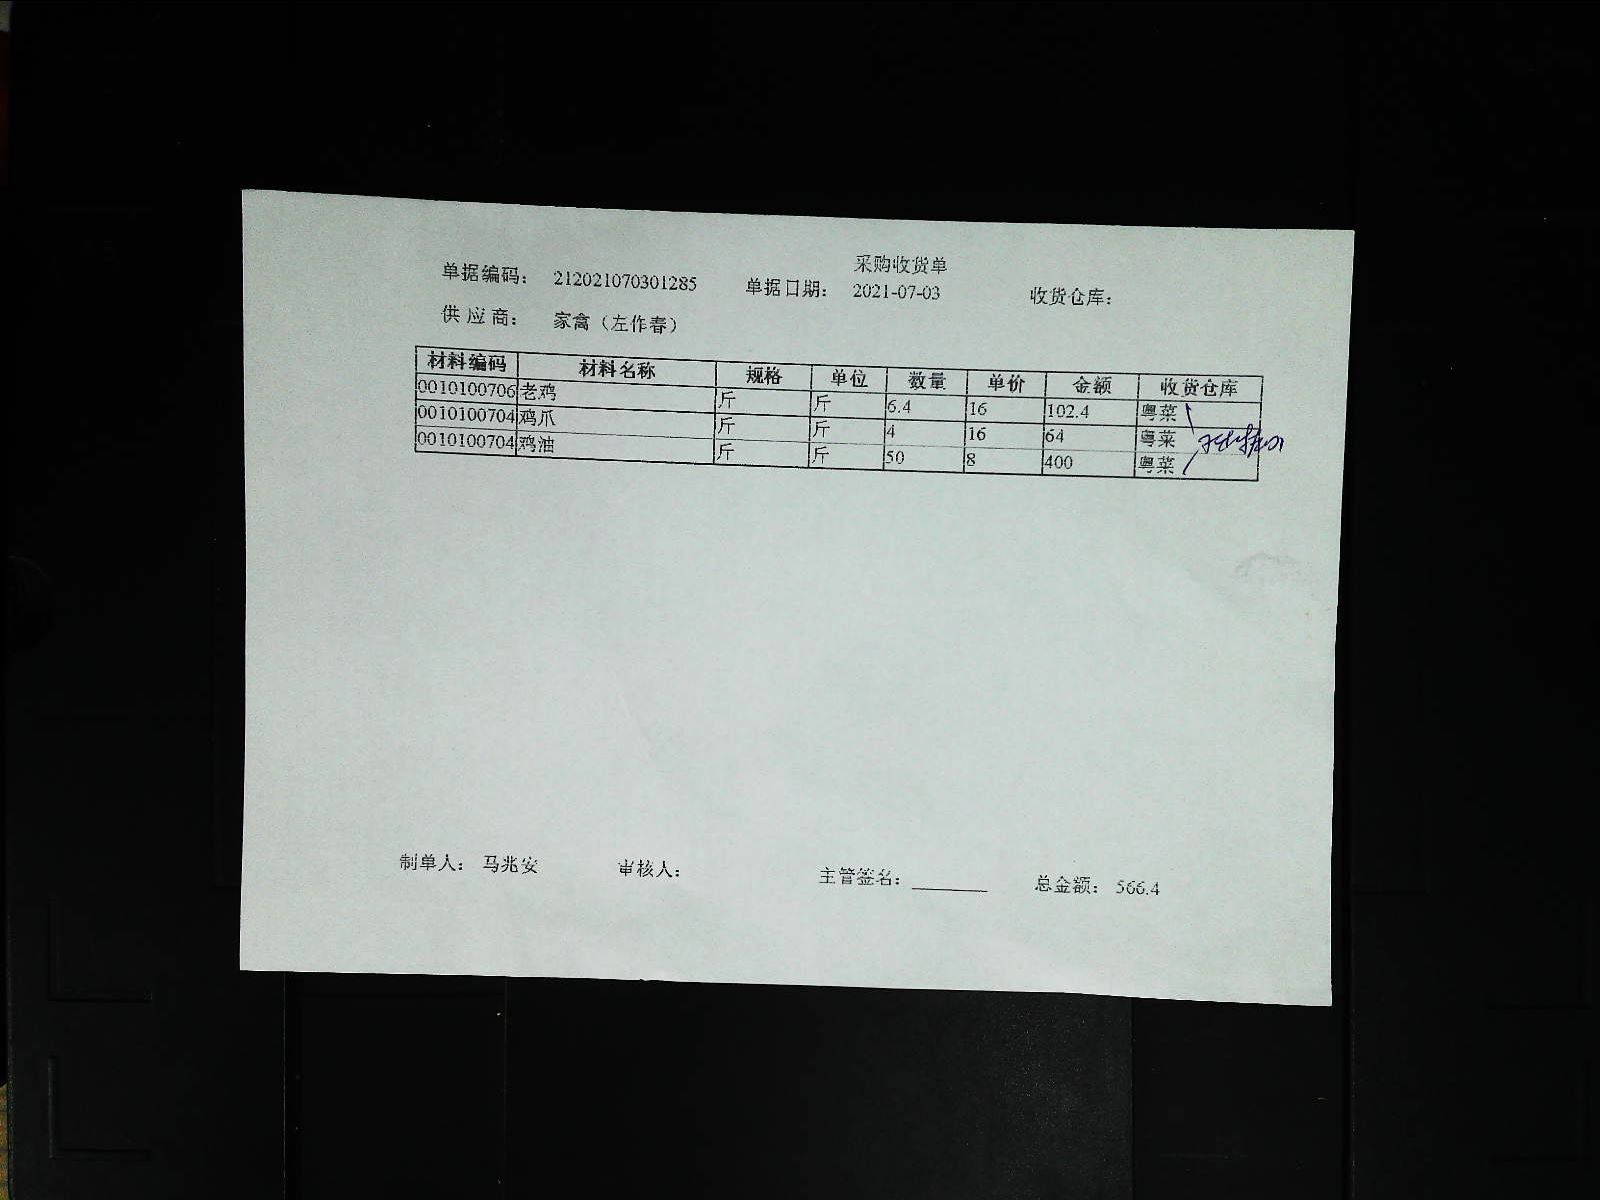 采购收货单
单据编码: 212021070301285 单据日期: 2021-07-03 收货仓库:
供应商: 家禽（左作春）
材料编码 材料名称 规格 单位 数量 单价 金额 收货仓库
0010100706 老鸡 斤 斤 6.4 16 102.4 粤菜
0010100704 鸡爪 斤 斤 4 16 64 粤菜
0010100704 鸡油 斤 斤 50 8 400 粤菜
制单人: 马兆安 审核人: 主管签名: 总金额: 566.4